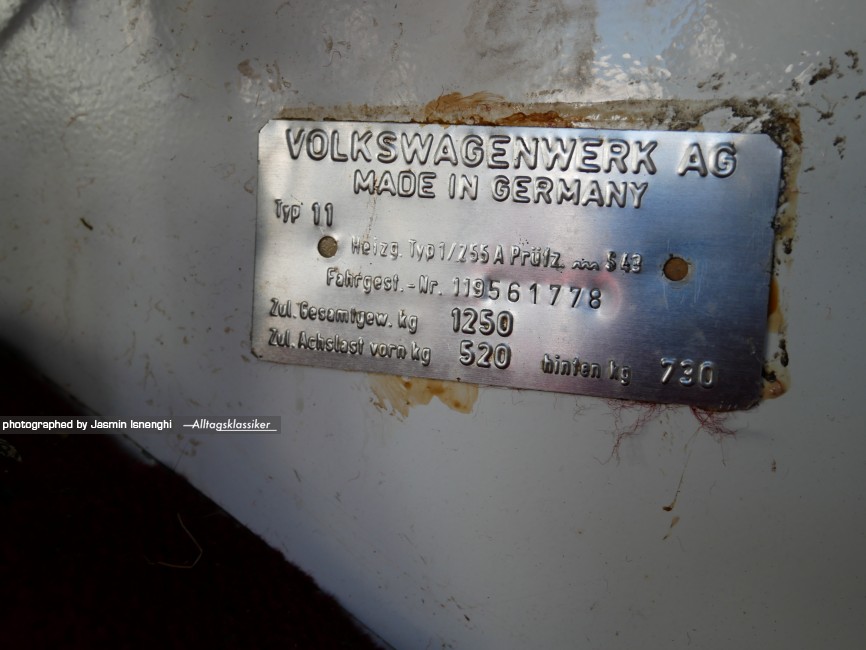 VOLKSWAGENWERK AG
MADE IN GERMANY
Typ 11
Heizg. Typ 1/255 A Prüfz. S 43
Fahrgest.-Nr. 119561778
Zul. Gesamtgew. kg 1250
Zul. Achslast vorn kg 520 hinten kg 730
photographed by Jasmin Isnenghi —Alltagsklassiker